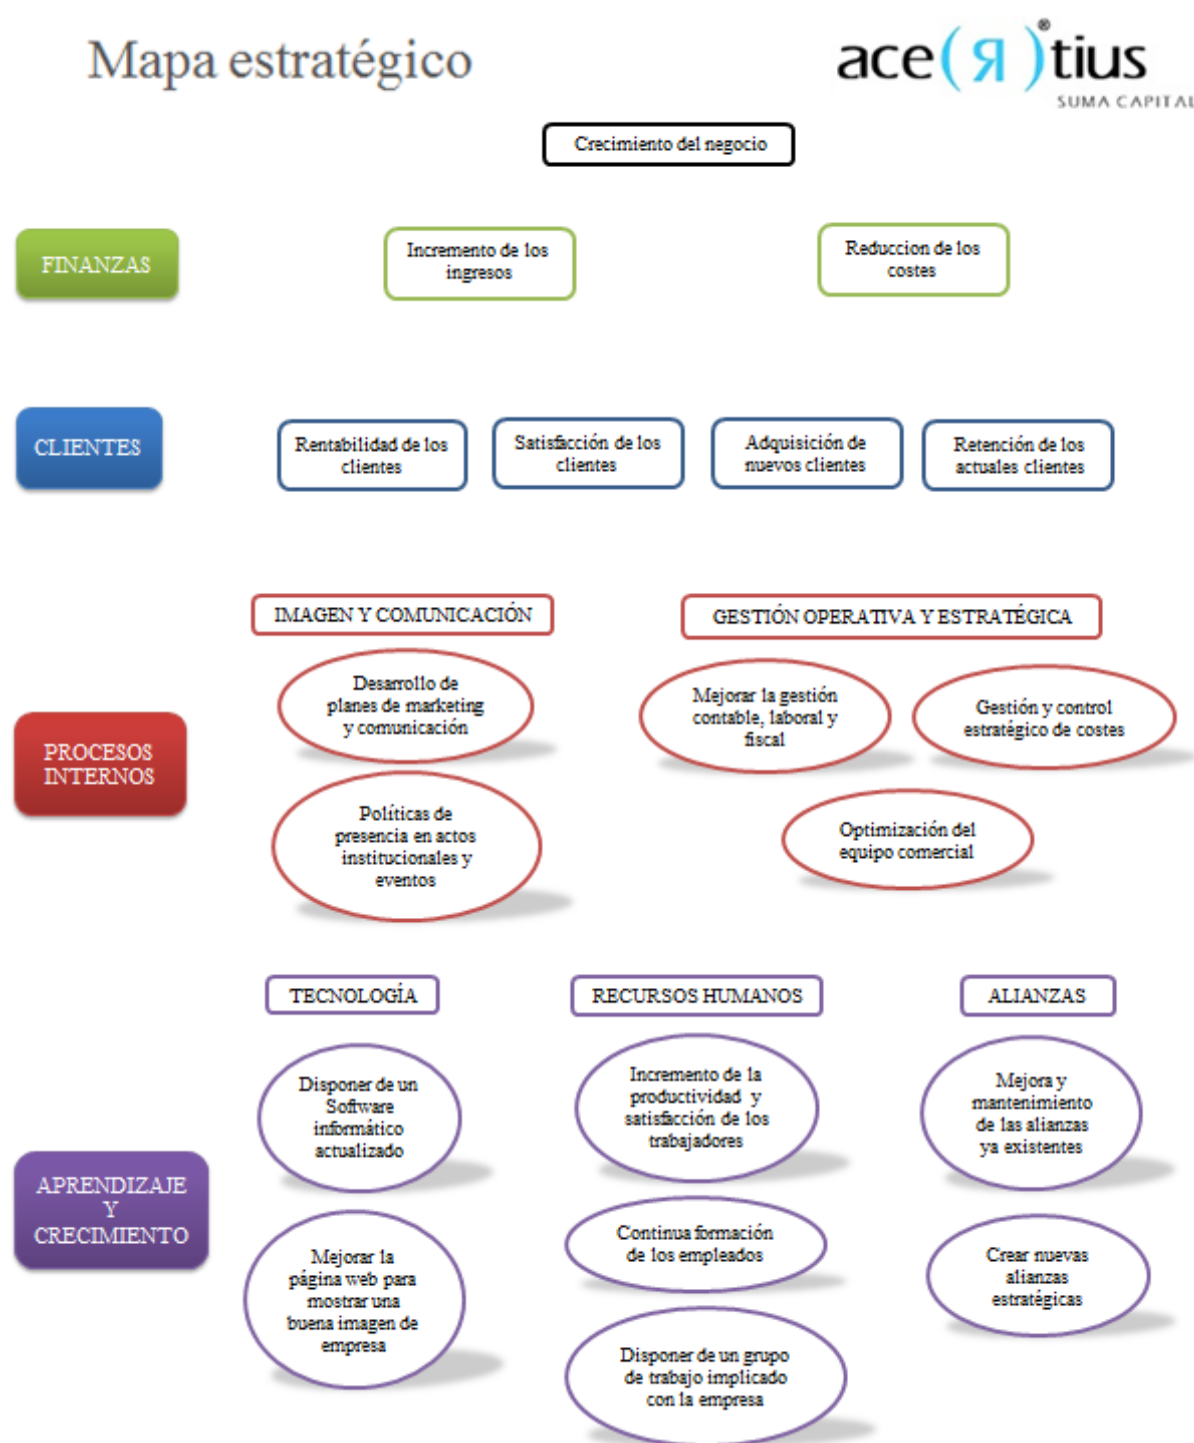 Mapa estratégico
ace(Я)®tius
SUMA CAPITAL
Crecimiento del negocio
FINANZAS
Incremento de los
ingresos
Reduccion de los
costes
CLIENTES
Rentabilidad de los
clientes
Satisfacción de los
clientes
Adquisición de
nuevos clientes
Retención de los
actuales clientes
PROCESOS
INTERNOS
IMAGEN Y COMUNICACIÓN
Desarrollo de
planes de marketing
y comunicación
Políticas de
presencia en actos
institucionales y
eventos
GESTIÓN OPERATIVA Y ESTRATÉGICA
Mejorar la gestión
contable, laboral y
fiscal
Gestión y control
estratégico de costes
Optimización del
equipo comercial
APRENDIZAJE
Y
CRECIMIENTO
TECNOLOGÍA
Disponer de un
Software
informático
actualizado
Mejorar la
página web para
mostrar una
buena imagen de
empresa
RECURSOS HUMANOS
Incremento de la
productividad y
satisfacción de los
trabajadores
Continua formación
de los empleados
Disponer de un grupo
de trabajo implicado
con la empresa
ALIANZAS
Mejora y
mantenimiento
de las alianzas
ya existentes
Crear nuevas
alianzas
estratégicas